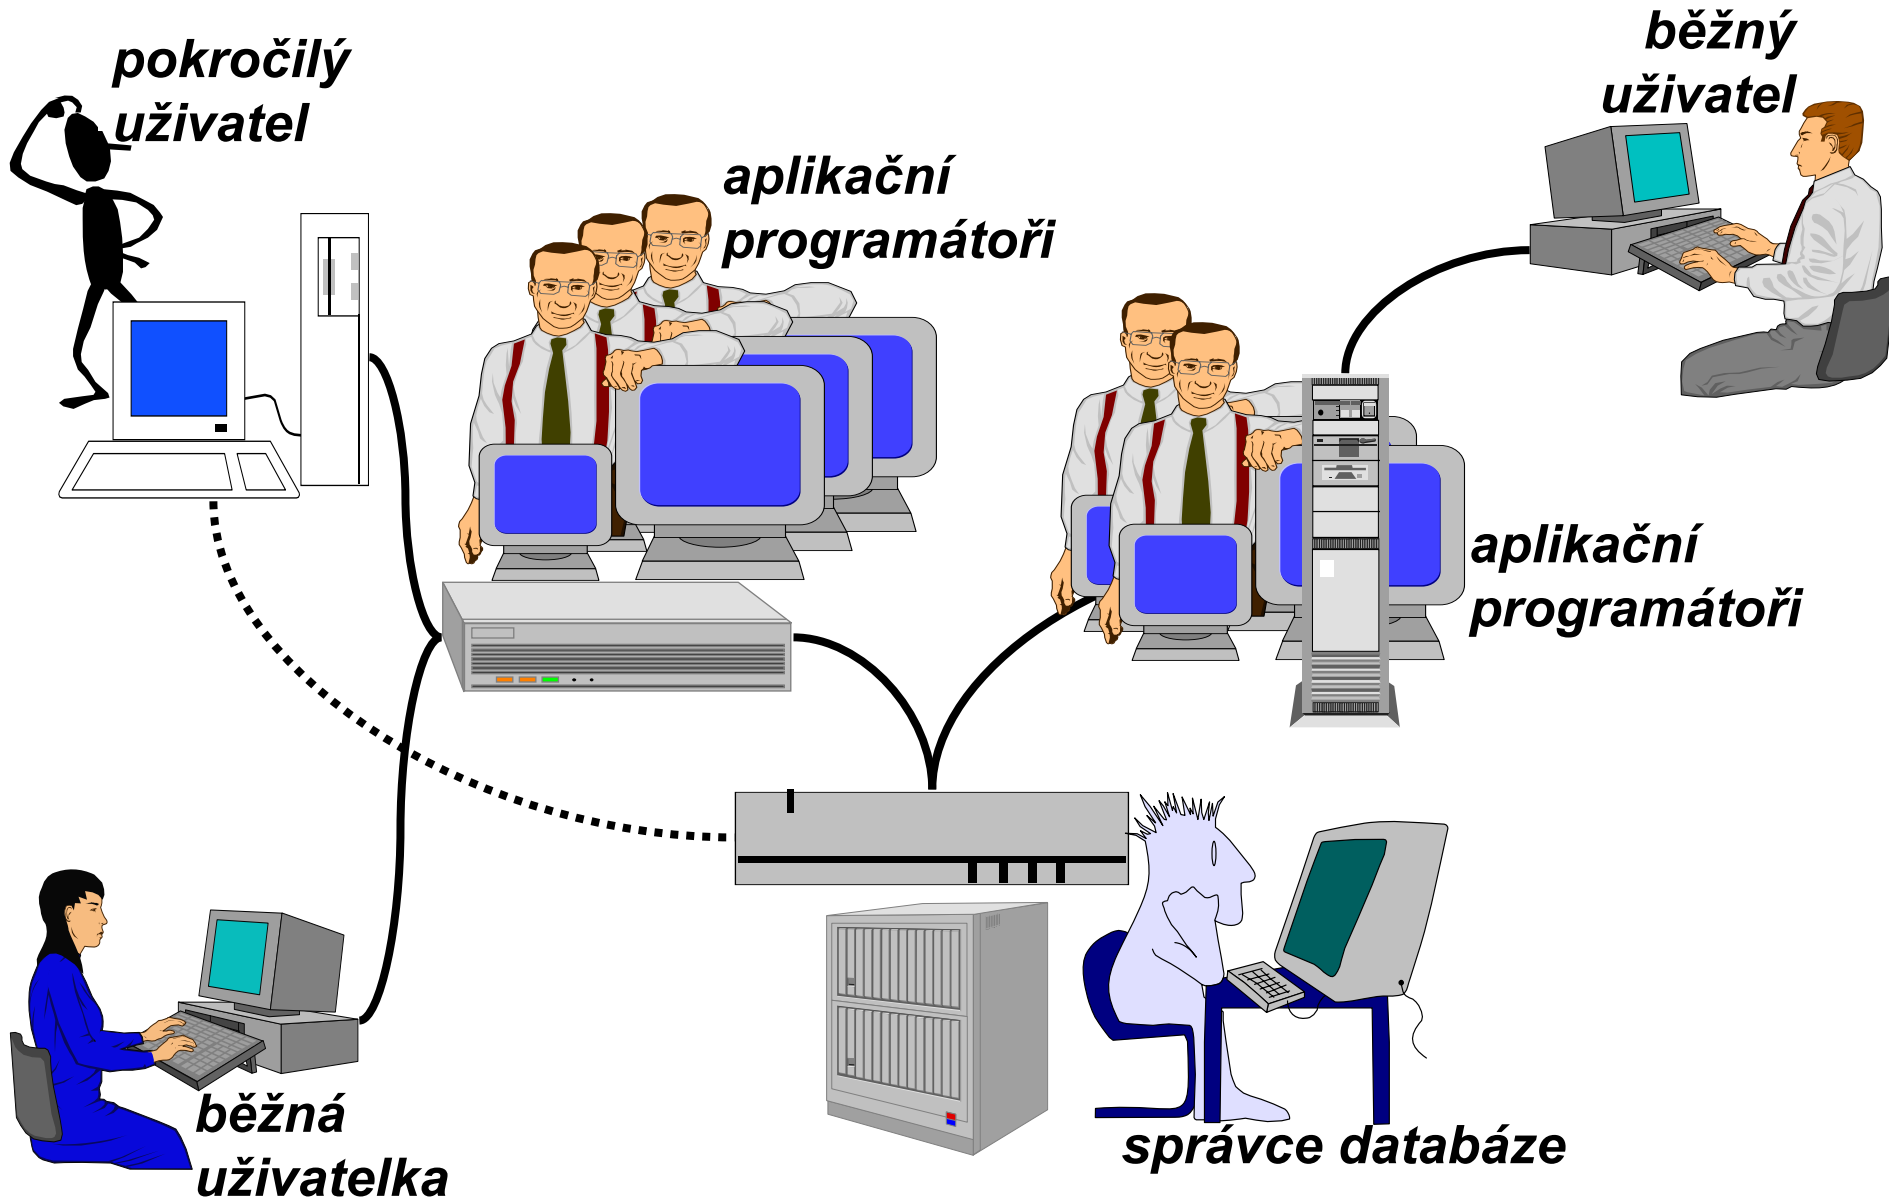 pokročilý
uživatel
běžný
uživatel
aplikační
programátoři
aplikační
programátoři
běžná
uživatelka
správce databáze